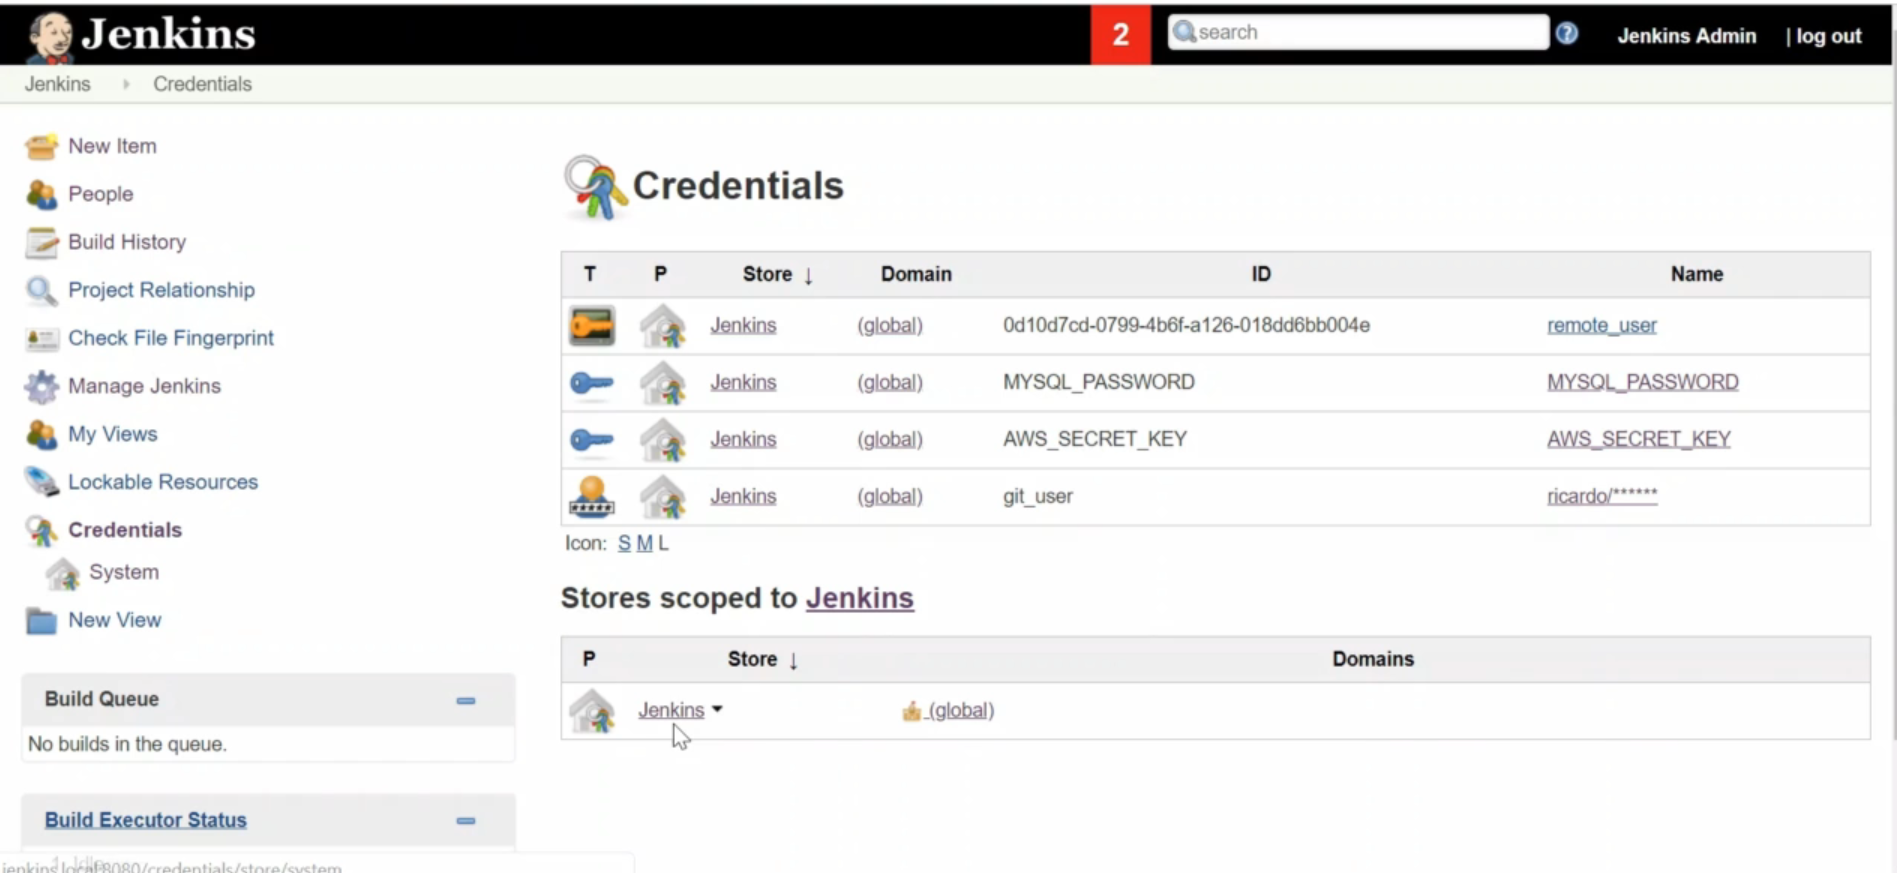 Jenkins
2
search
Jenkins Admin
| log out
Jenkins
Credentials
New Item
People
Build History
Project Relationship
Check File Fingerprint
Manage Jenkins
My Views
Lockable Resources
Credentials
System
New View
Build Queue
No builds in the queue.
Build Executor Status
1 Idle
jenkins.local:8080/credentials/store/system
Credentials
T P Store ↓ Domain ID Name
Jenkins (global) 0d10d7cd-0799-4b6f-a126-018dd6bb004e remote_user
Jenkins (global) MYSQL_PASSWORD MYSQL_PASSWORD
Jenkins (global) AWS_SECRET_KEY AWS_SECRET_KEY
Jenkins (global) git_user ricardo/******
Icon: S M L
Stores scoped to Jenkins
P Store ↓ Domains
Jenkins (global)